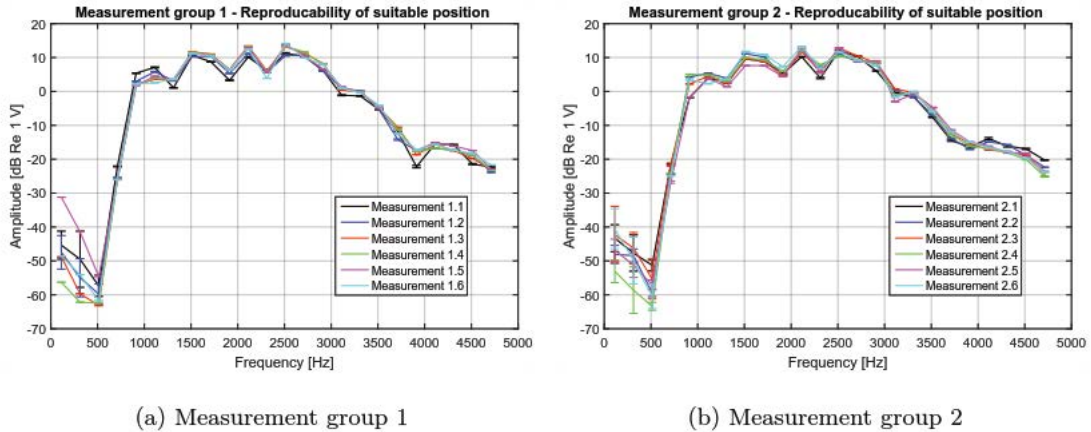 Measurement group 1 - Reproducability of suitable position
Amplitude [dB Re 1 V]
20
10
0
-10
-20
-30
-40
-50
-60
-70
Measurement 1.1
Measurement 1.2
Measurement 1.3
Measurement 1.4
Measurement 1.5
Measurement 1.6
0 500 1000 1500 2000 2500 3000 3500 4000 4500 5000
Frequency [Hz]
(a) Measurement group 1
Measurement group 2 - Reproducability of suitable position
Amplitude [dB Re 1 V]
20
10
0
-10
-20
-30
-40
-50
-60
-70
Measurement 2.1
Measurement 2.2
Measurement 2.3
Measurement 2.4
Measurement 2.5
Measurement 2.6
0 500 1000 1500 2000 2500 3000 3500 4000 4500 5000
Frequency [Hz]
(b) Measurement group 2